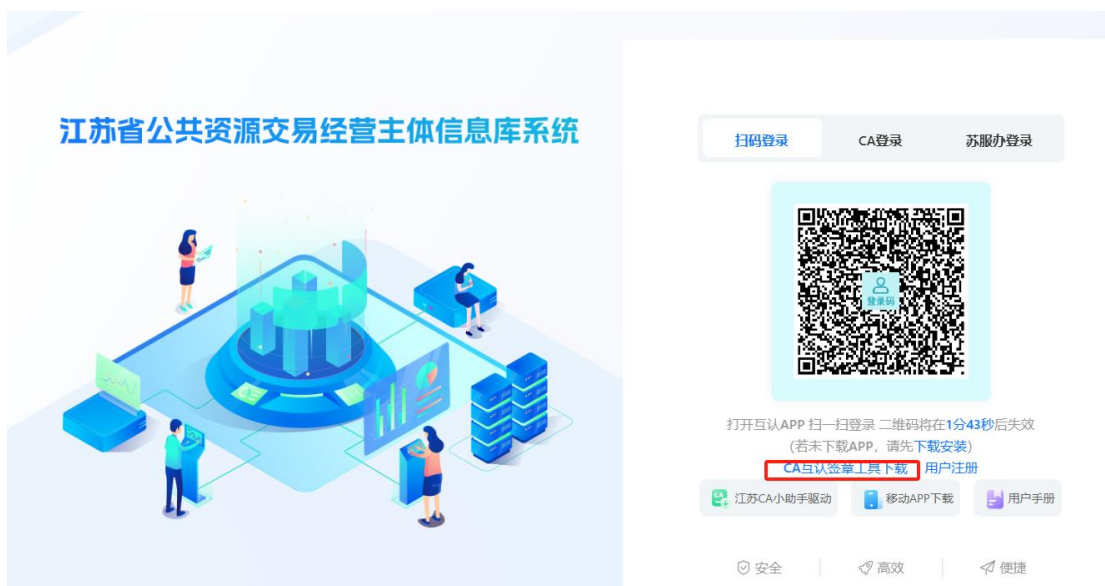 江苏省公共资源交易经营主体信息库系统
扫码登录 CA登录 苏服办登录
登录码
打开互认APP 扫一扫登录 二维码将在1分43秒后失效
(若未下载APP，请先下载安装)
CA互认签章工具下载 用户注册
CA 江苏CA小助手驱动 移动APP下载 用户手册
安全 高效 便捷